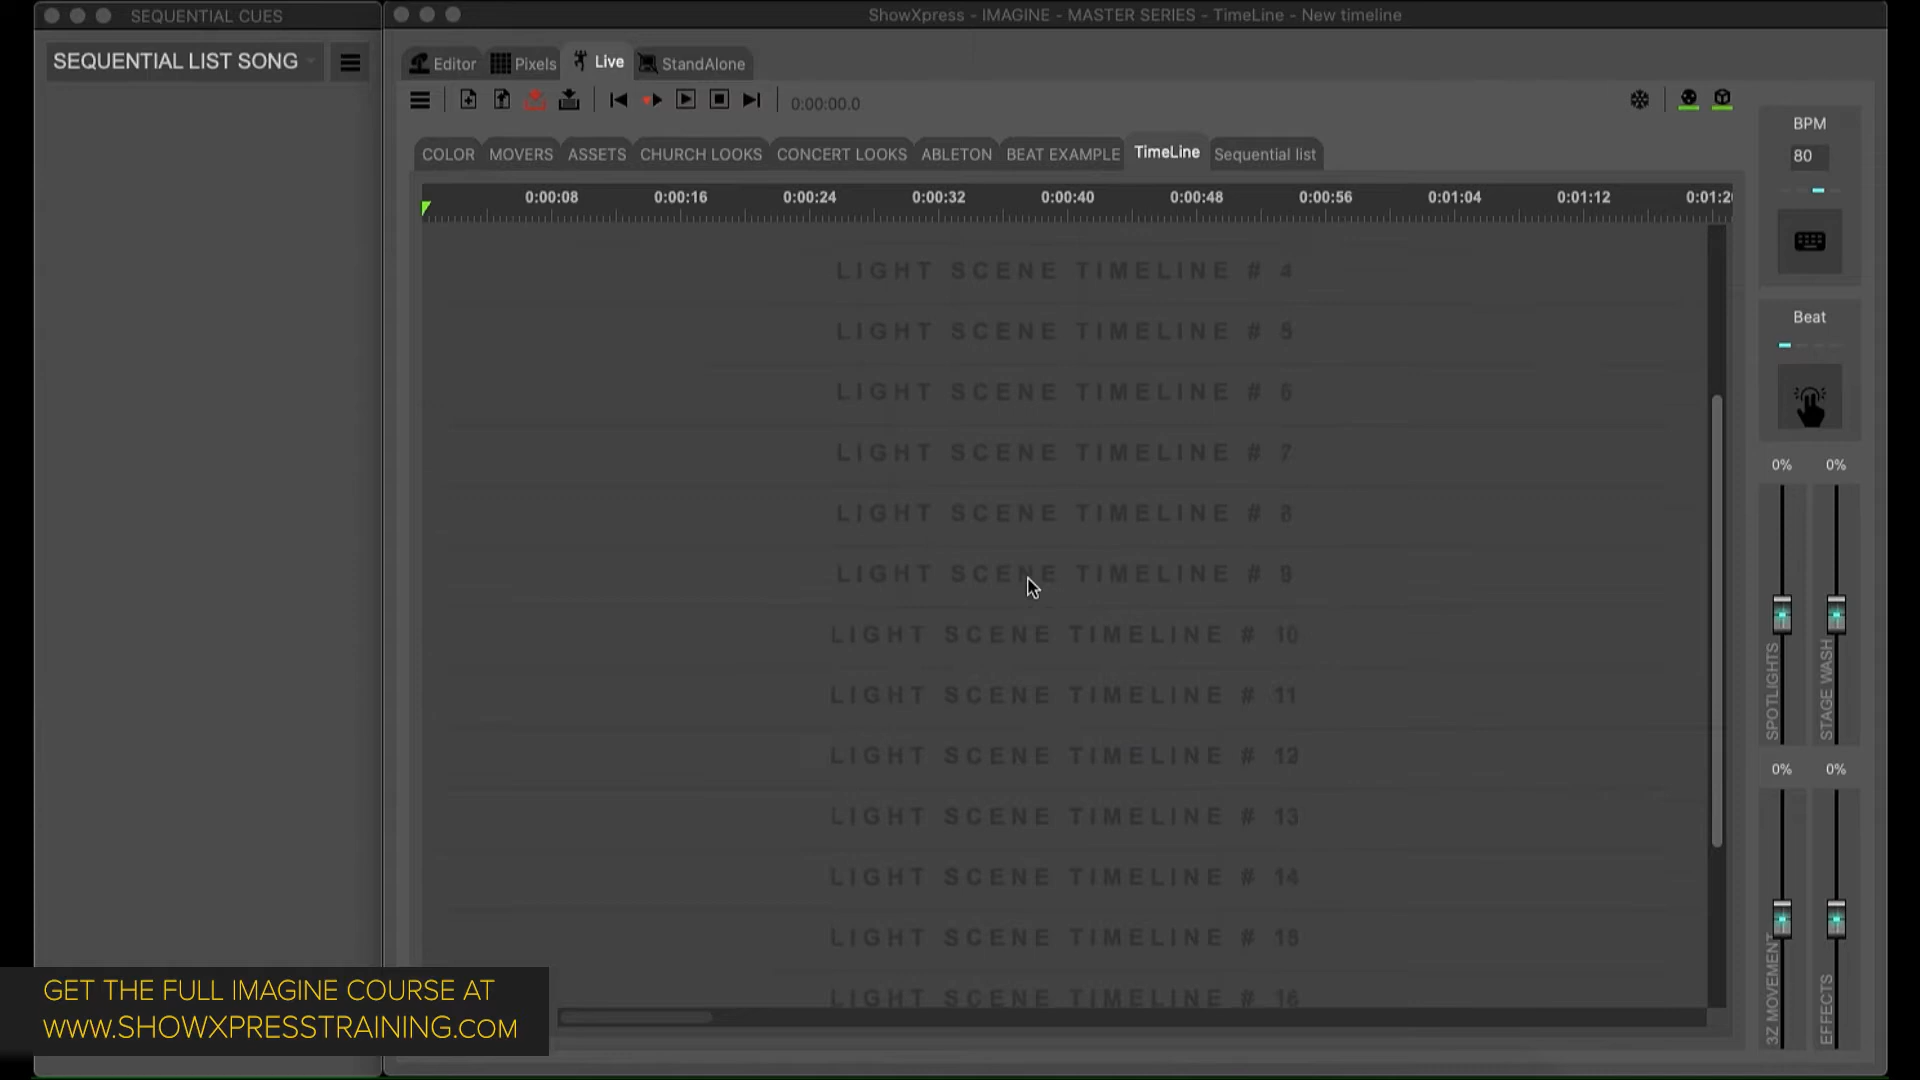 SEQUENTIAL CUES
SEQUENTIAL LIST SONG
ShowXpress - IMAGINE - MASTER SERIES - TimeLine - New timeline
Editor Pixels Live StandAlone
0:00:00.0
COLOR MOVERS ASSETS CHURCH LOOKS CONCERT LOOKS ABLETON BEAT EXAMPLE TimeLine Sequential list
0:00:08 0:00:16 0:00:24 0:00:32 0:00:40 0:00:48 0:00:56 0:01:04 0:01:12
LIGHT SCENE TIMELINE # 4
LIGHT SCENE TIMELINE # 5
LIGHT SCENE TIMELINE # 6
LIGHT SCENE TIMELINE # 7
LIGHT SCENE TIMELINE # 8
LIGHT SCENE TIMELINE # 9
LIGHT SCENE TIMELINE # 10
LIGHT SCENE TIMELINE # 11
LIGHT SCENE TIMELINE # 12
LIGHT SCENE TIMELINE # 13
LIGHT SCENE TIMELINE # 14
LIGHT SCENE TIMELINE # 15
LIGHT SCENE TIMELINE # 16
BPM
80
Beat
0% 0%
SPOTLIGHTS
STAGE WASH
0% 0%
3Z MOVEMENT
EFFECTS
GET THE FULL IMAGINE COURSE AT
WWW.SHOWXPRESSTRAINING.COM